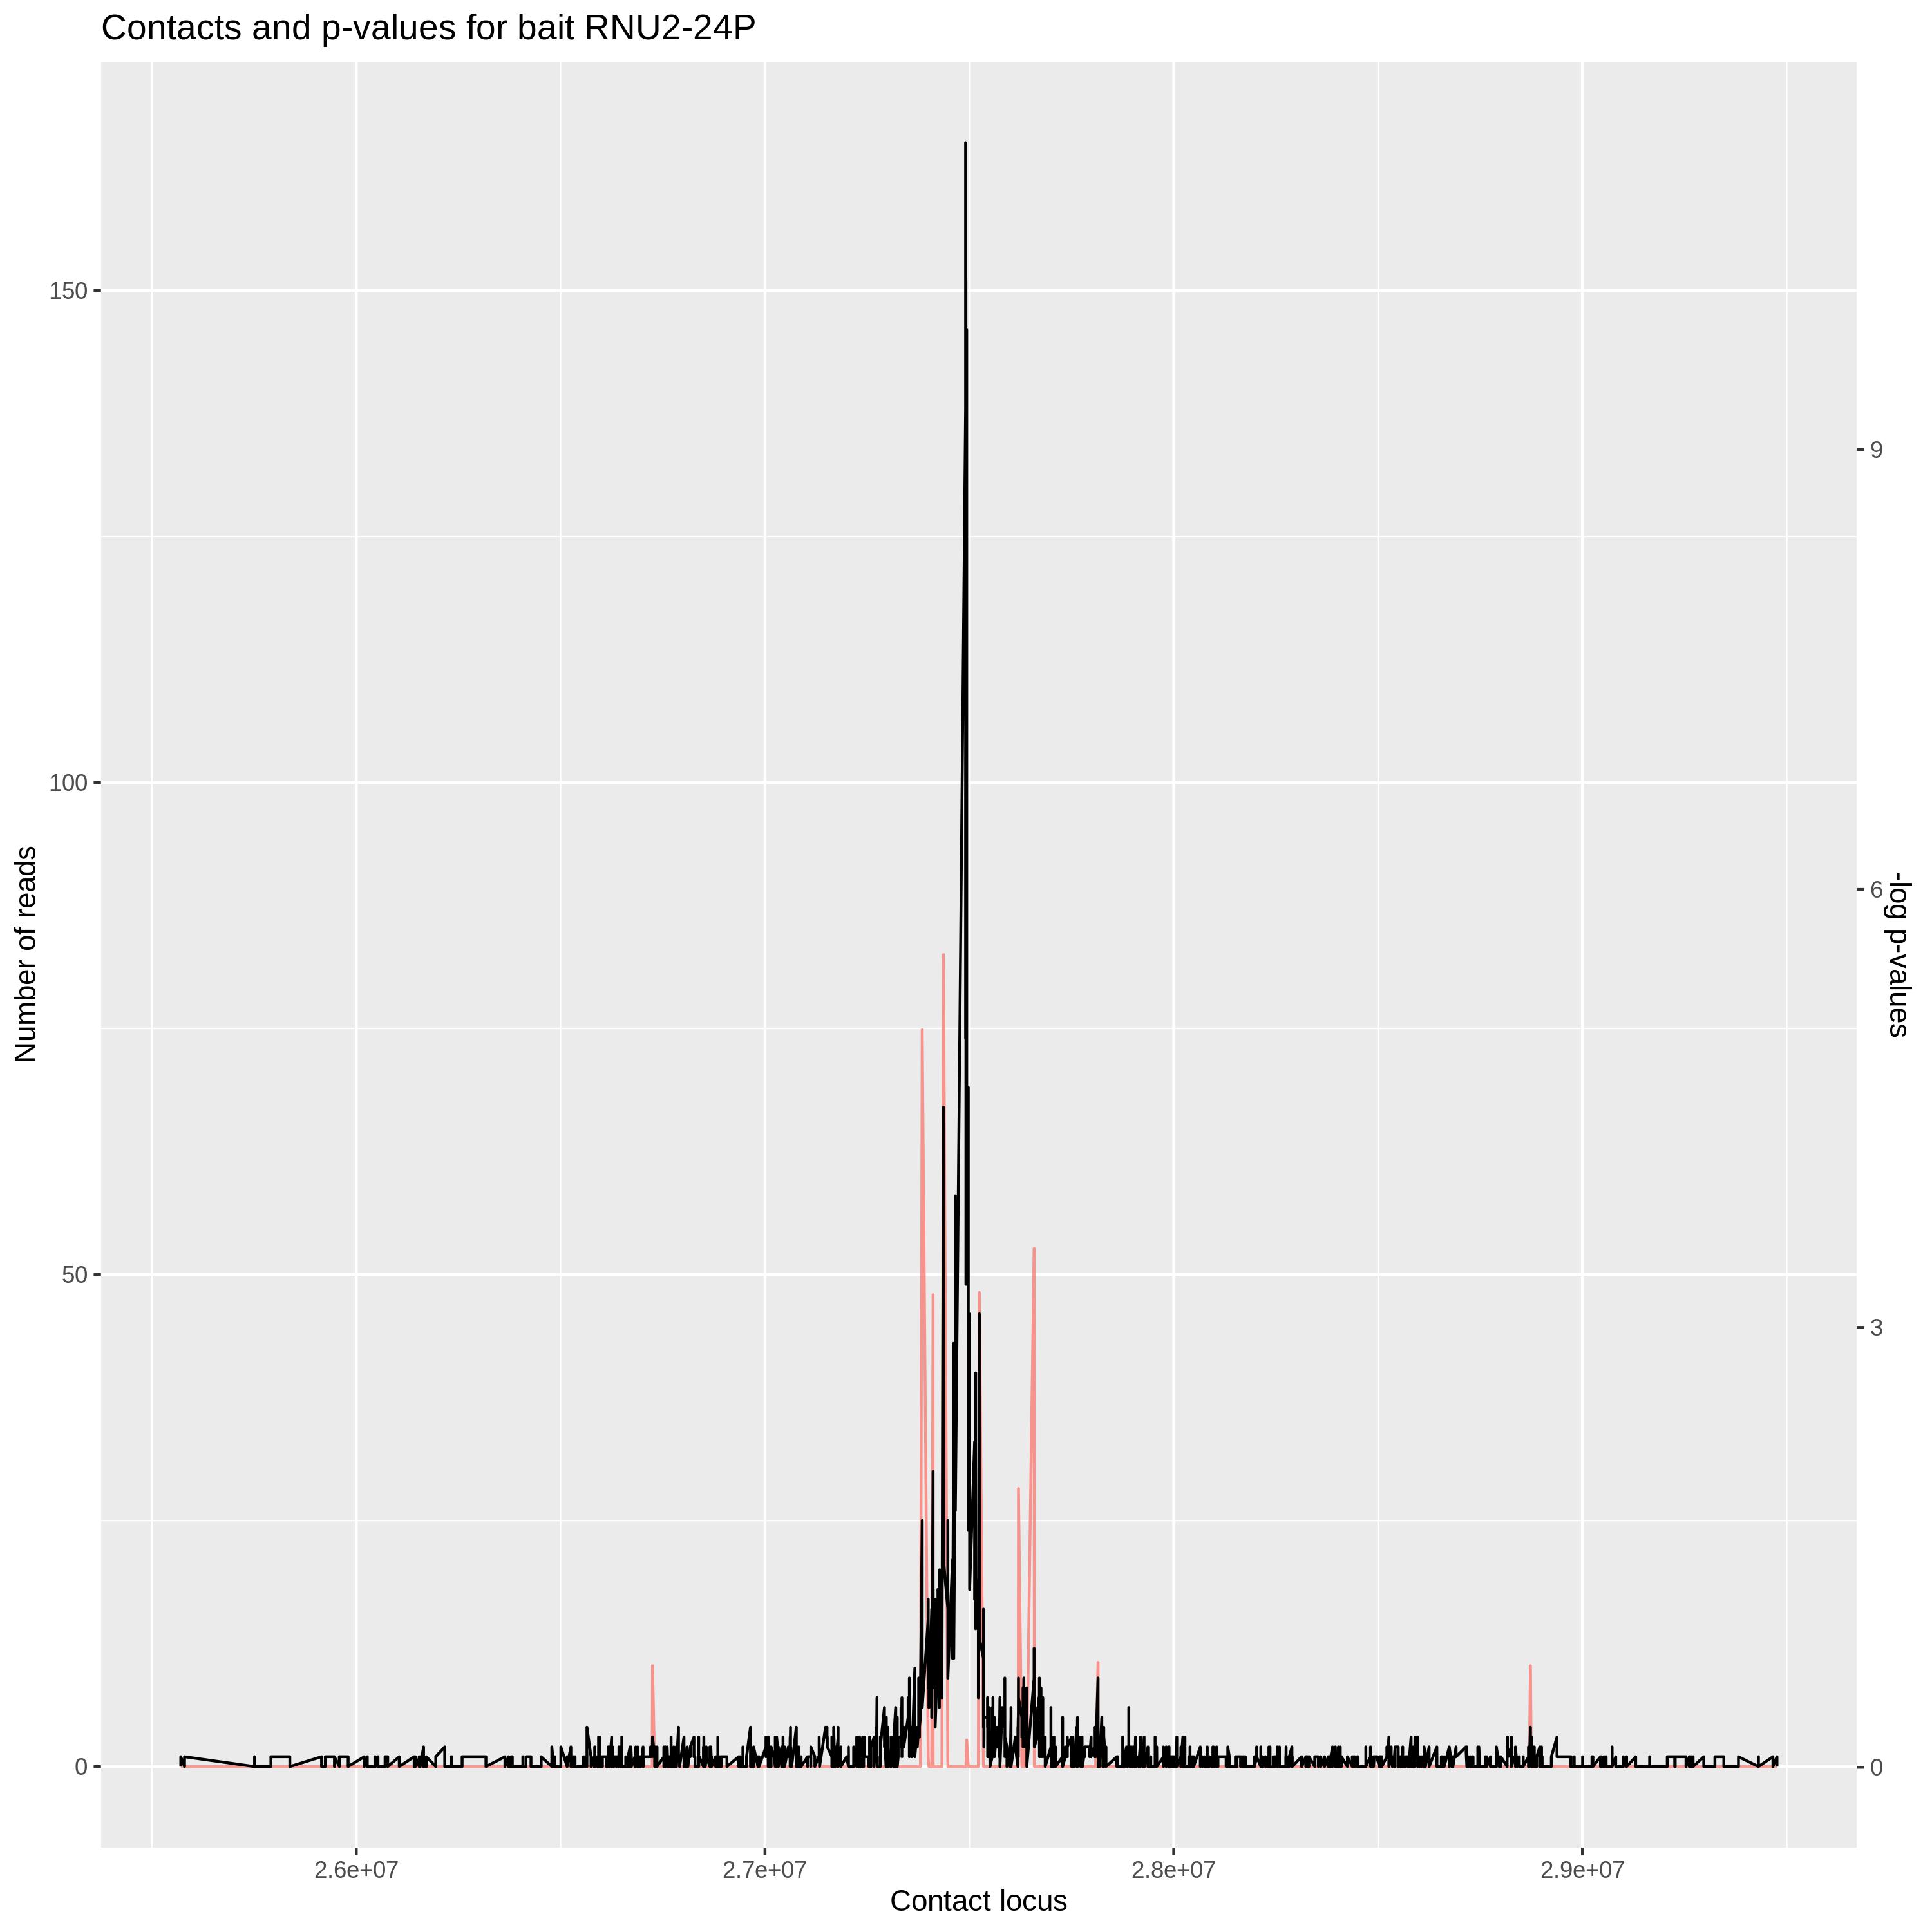 Contacts and p-values for bait RNU2-24P
150
100
50
0
Number of reads
9
6
3
0
-log p-values
2.6e+07
2.7e+07
2.8e+07
2.9e+07
Contact locus